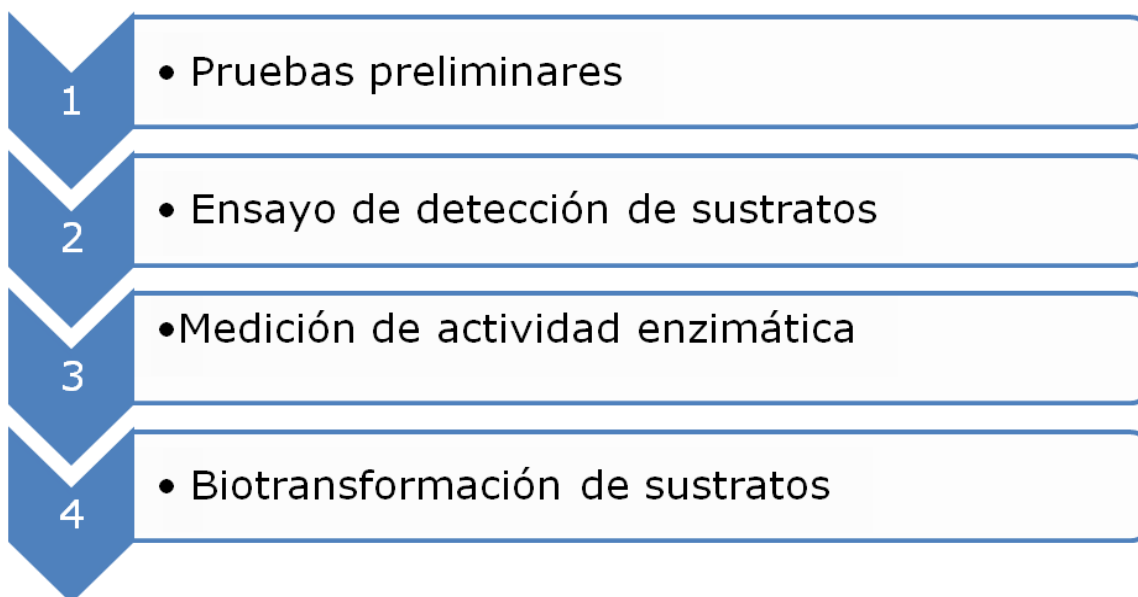 1
• Pruebas preliminares
2
• Ensayo de detección de sustratos
3
•Medición de actividad enzimática
4
• Biotransformación de sustratos